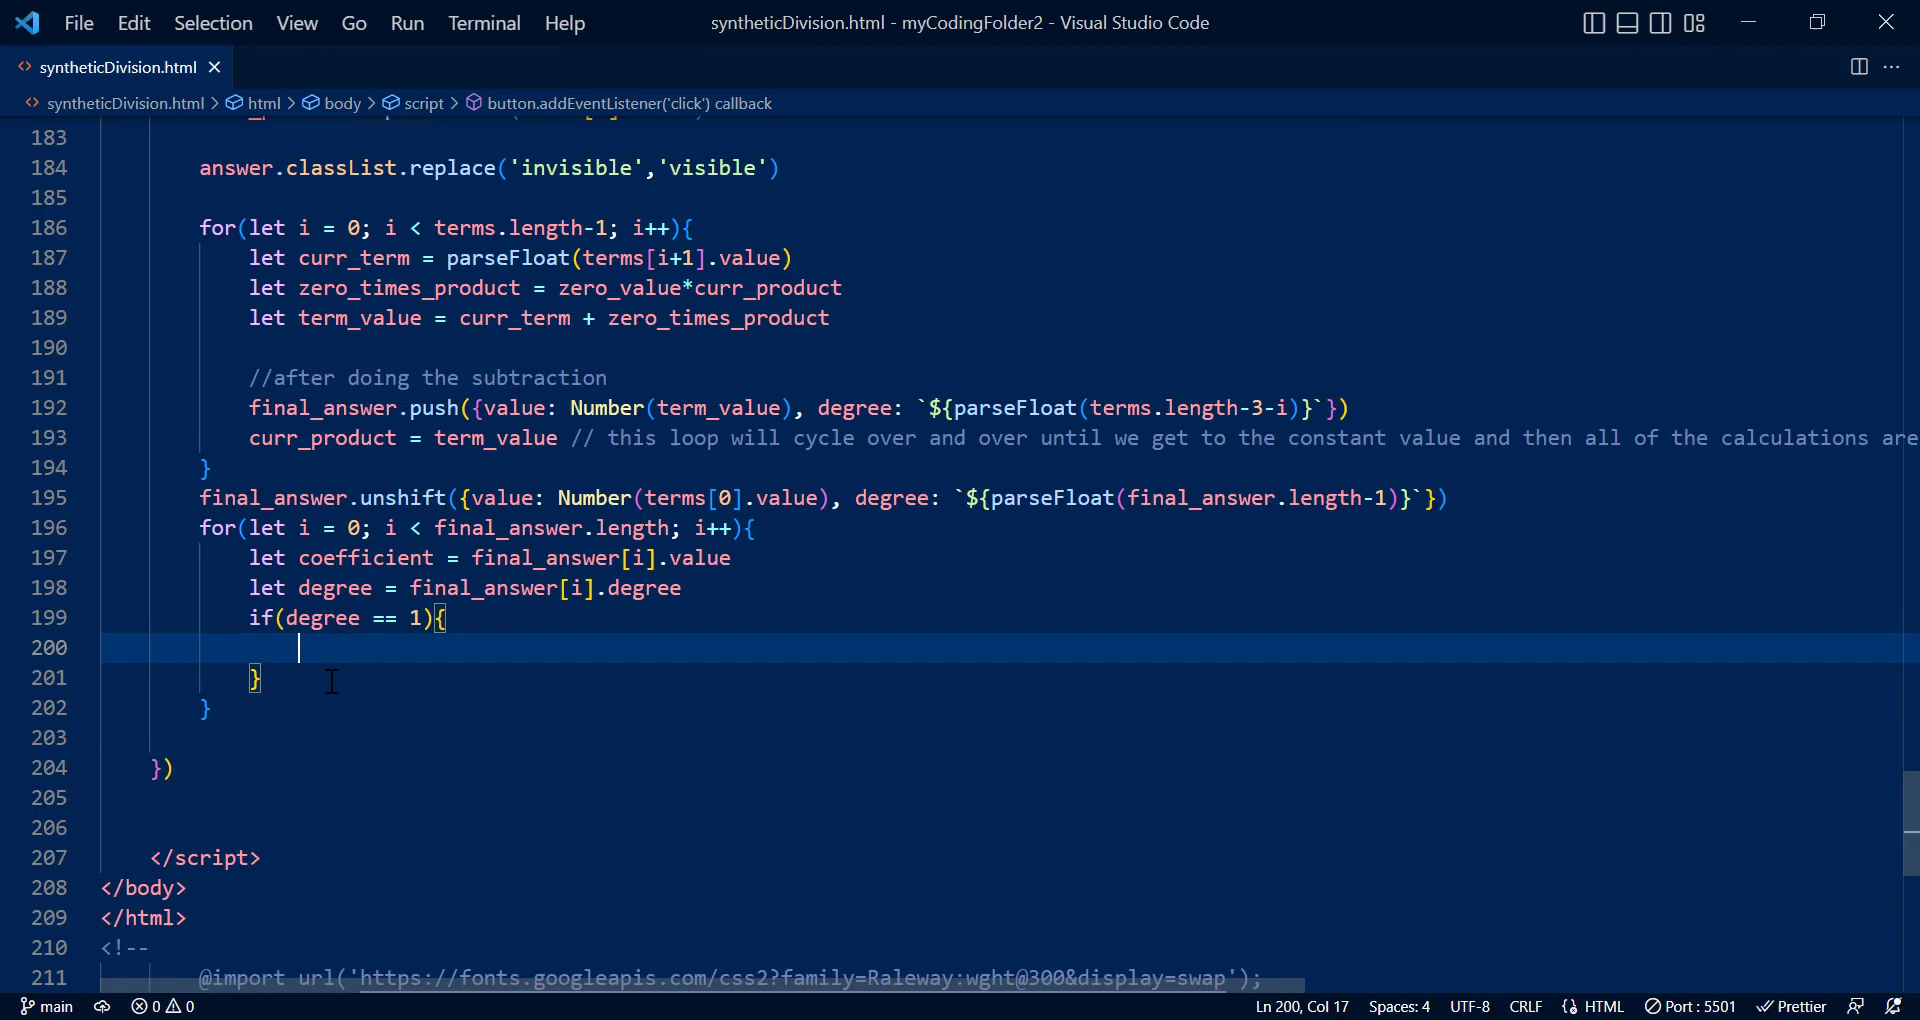 File Edit Selection View Go Run Terminal Help syntheticDivision.html - myCodingFolder2 - Visual Studio Code
syntheticDivision.html
syntheticDivision.html > html > body > script > button.addEventListener('click') callback
183
184 answer.classList.replace('invisible','visible')
185
186 for(let i = 0; i < terms.length-1; i++){
187 let curr_term = parseFloat(terms[i+1].value)
188 let zero_times_product = zero_value*curr_product
189 let term_value = curr_term + zero_times_product
190
191 //after doing the subtraction
192 final_answer.push({value: Number(term_value), degree: `${parseFloat(terms.length-3-i)}`})
193 curr_product = term_value // this loop will cycle over and over until we get to the constant value and then all of the calculations are
194 }
195 final_answer.unshift({value: Number(terms[0].value), degree: `${parseFloat(final_answer.length-1)}`})
196 for(let i = 0; i < final_answer.length; i++){
197 let coefficient = final_answer[i].value
198 let degree = final_answer[i].degree
199 if(degree == 1){
200
201 }
202 }
203
204 })
205
206
207 </script>
208 </body>
209 </html>
210 <!--
211 @import url('https://fonts.googleapis.com/css2?family=Raleway:wght@300&display=swap');
main 0 0 Ln 200, Col 17 Spaces: 4 UTF-8 CRLF HTML Port : 5501 Prettier